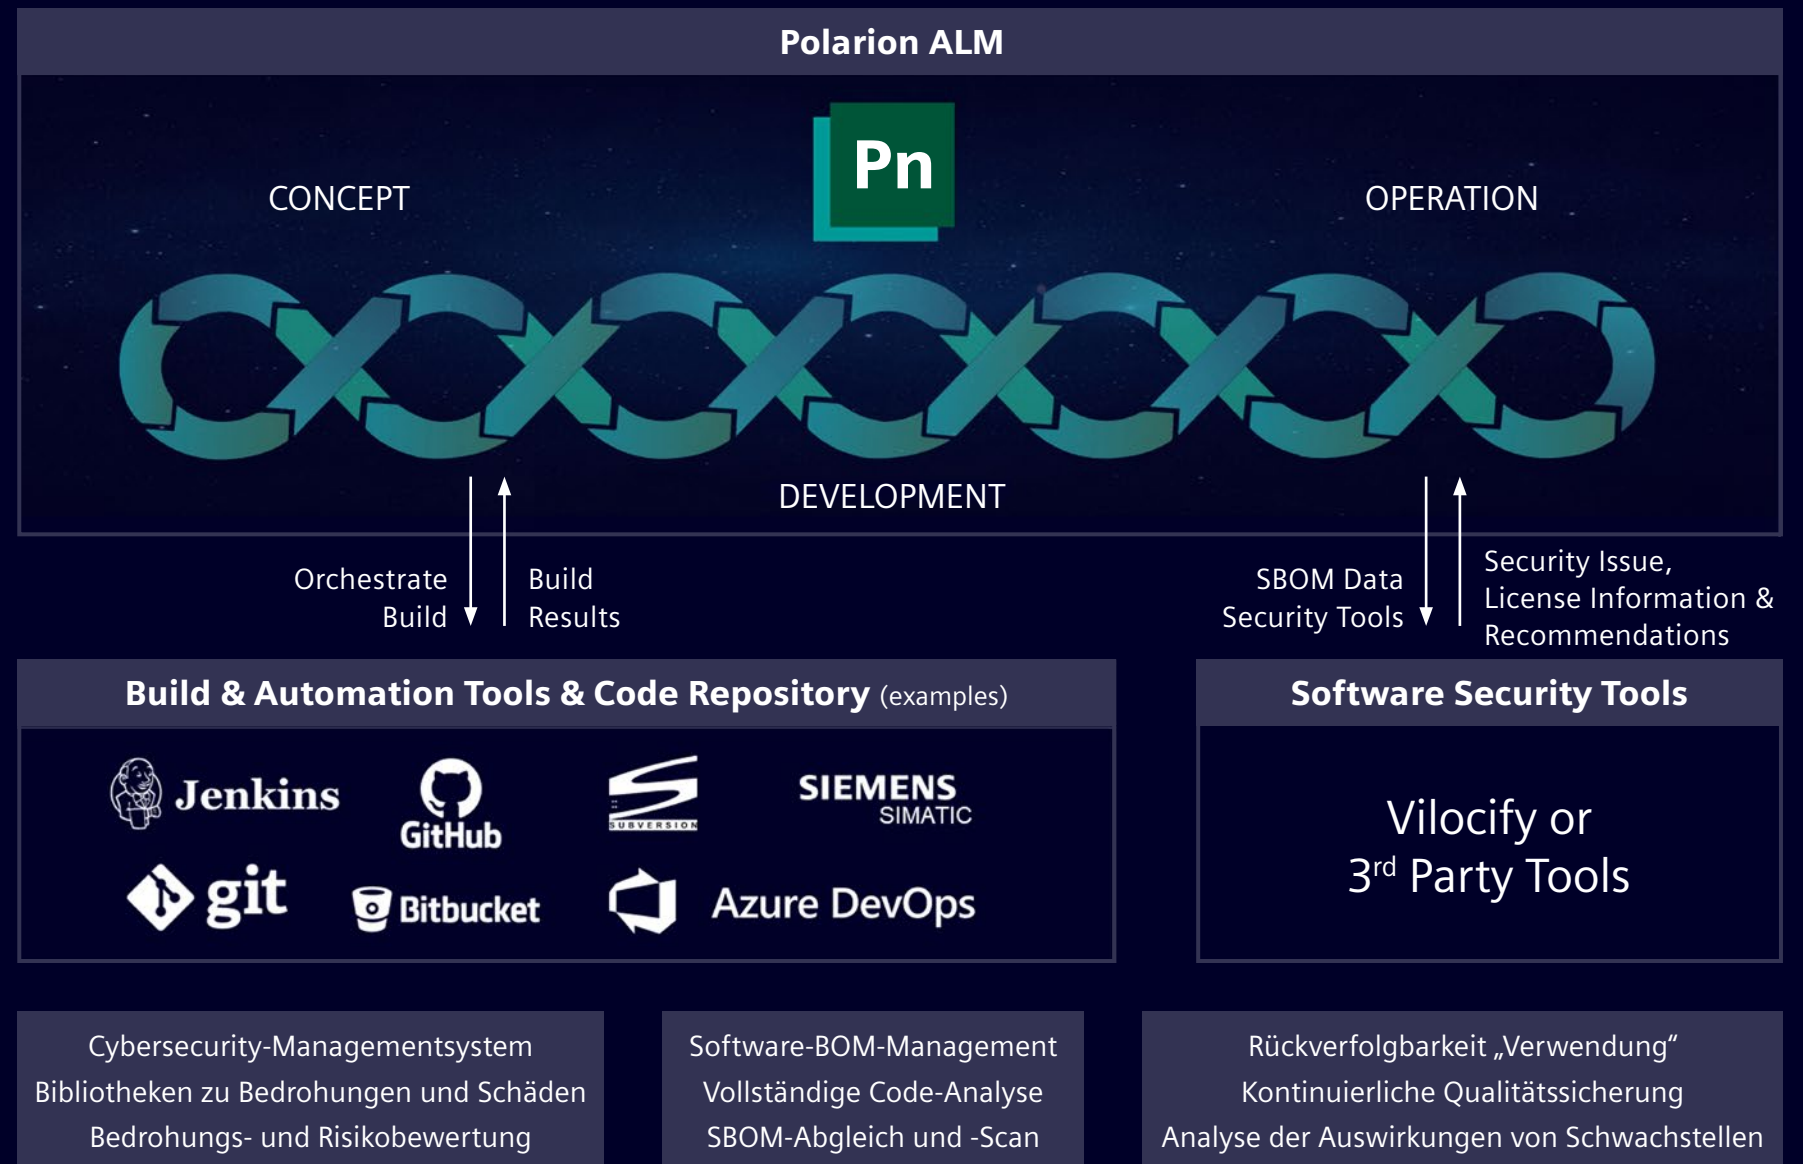 Polarion ALM
Pn
CONCEPT
OPERATION
DEVELOPMENT
Orchestrate
Build
Build
Results
SBOM Data
Security Tools
Security Issue,
License Information &
Recommendations
Build & Automation Tools & Code Repository (examples)
Jenkins
GitHub
SUBVERSION
SIEMENS
SIMATIC
git
Bitbucket
Azure DevOps
Software Security Tools
Vilocify or
3rd Party Tools
Cybersecurity-Managementsystem
Bibliotheken zu Bedrohungen und Schäden
Bedrohungs- und Risikobewertung
Software-BOM-Management
Vollständige Code-Analyse
SBOM-Abgleich und -Scan
Rückverfolgbarkeit „Verwendung“
Kontinuierliche Qualitätssicherung
Analyse der Auswirkungen von Schwachstellen